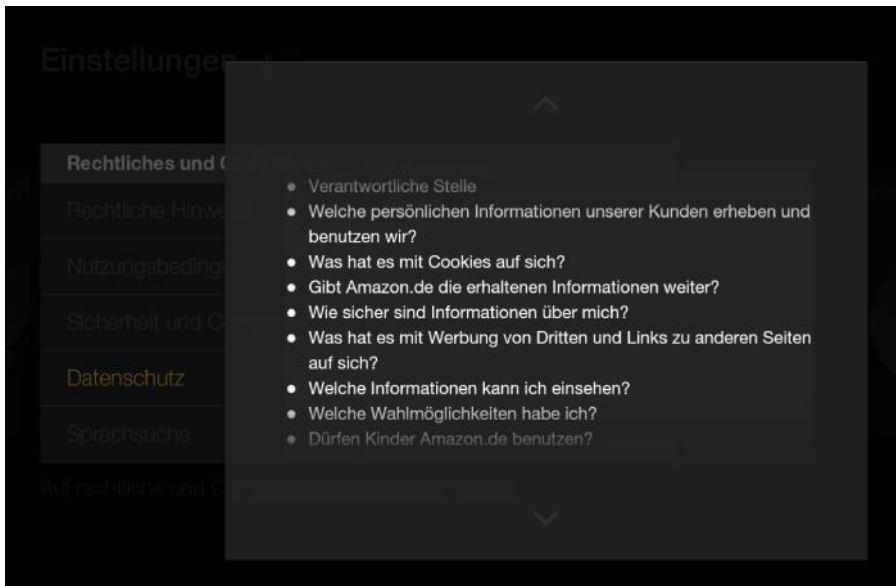 Einstellungen
Rechtliches und
Rechtliche Hinwe
Nutzungsbeding
Sicherheit und C
Datenschutz
Sprachsuche
Auf rechtliche und C
Verantwortliche Stelle
Welche persönlichen Informationen unserer Kunden erheben und
benutzen wir?
Was hat es mit Cookies auf sich?
Gibt Amazon.de die erhaltenen Informationen weiter?
Wie sicher sind Informationen über mich?
Was hat es mit Werbung von Dritten und Links zu anderen Seiten
auf sich?
Welche Informationen kann ich einsehen?
Welche Wahlmöglichkeiten habe ich?
Dürfen Kinder Amazon.de benutzen?